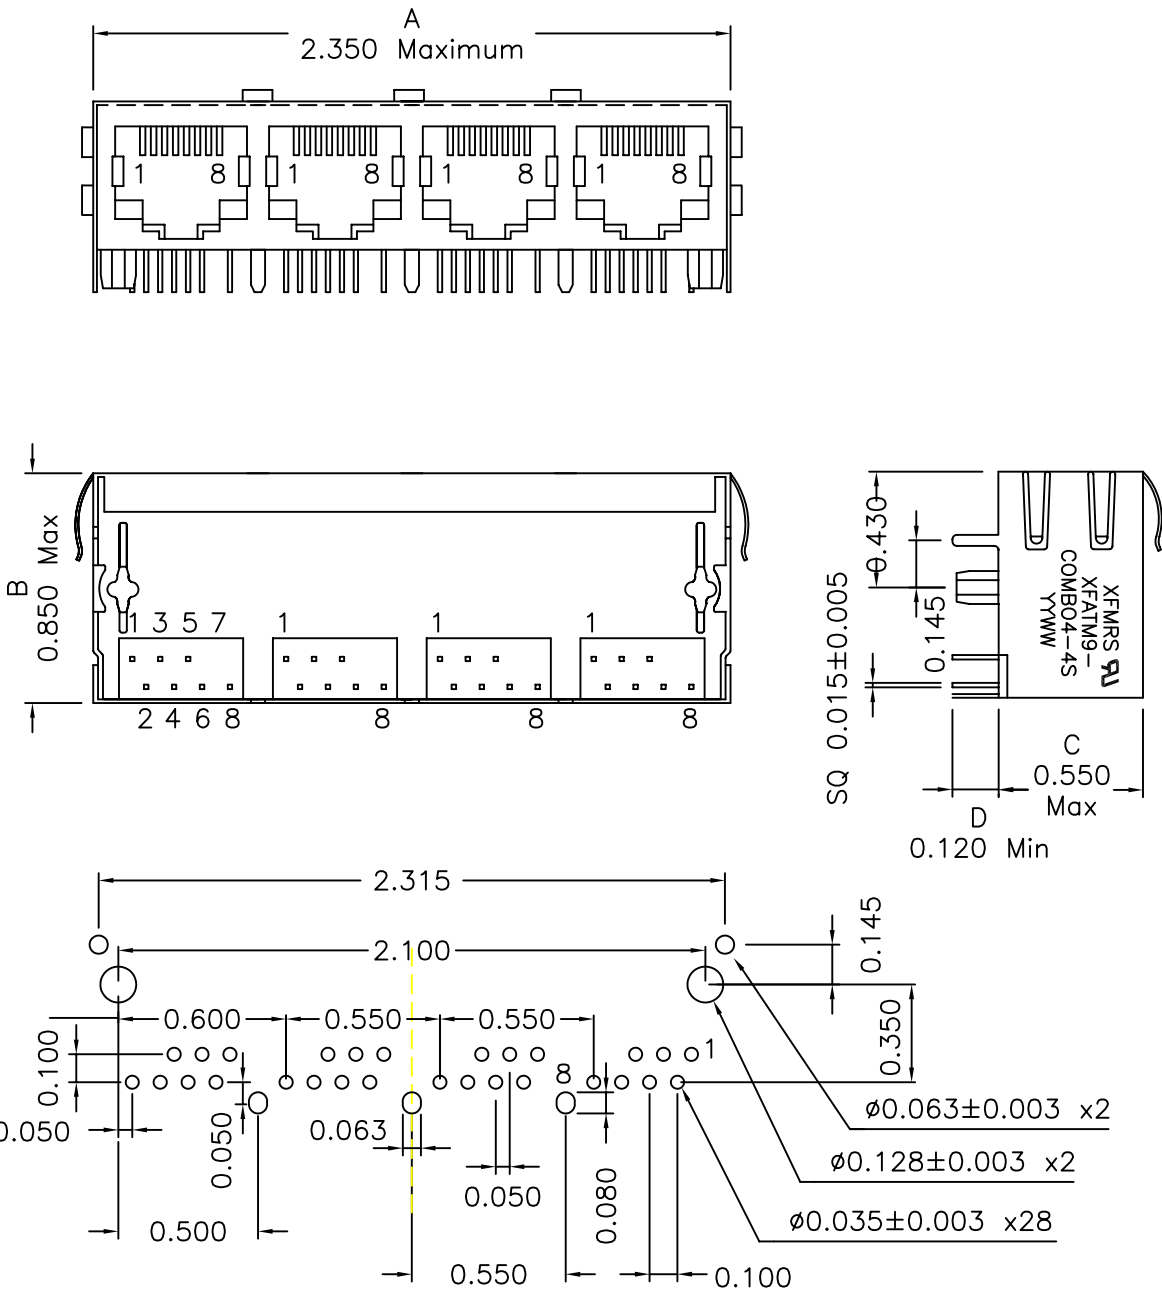 A
2.350 Maximum
1 8 1 8 1 8 1 8
B
0.850 Max
1 3 5 7 1 1 1
2 4 6 8 8 8 8
0.430
0.145
SQ 0.015±0.005
XFMRS
XFATM9-
COMBO4-4S
YYWW
C
0.550
Max
D
0.120 Min
2.315
2.100
0.145
0.600 0.550 0.550
0.350
0.100
1
8
0.050
0.050
0.063
0.050
0.080
0.500
0.550
0.100
ø0.063±0.003 x2
ø0.128±0.003 x2
ø0.035±0.003 x28